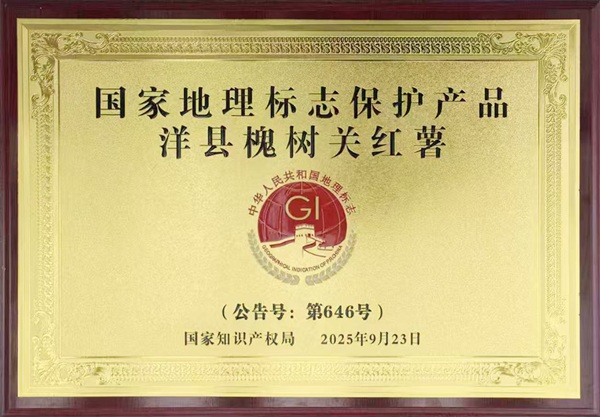 国家地理标志保护产品
洋县槐树关红薯
中华人民共和国地理标志
GI
GEOGRAPHICAL INDICATION OF P.R.CHINA
（公告号：第646号）
国家知识产权局 2025年9月23日